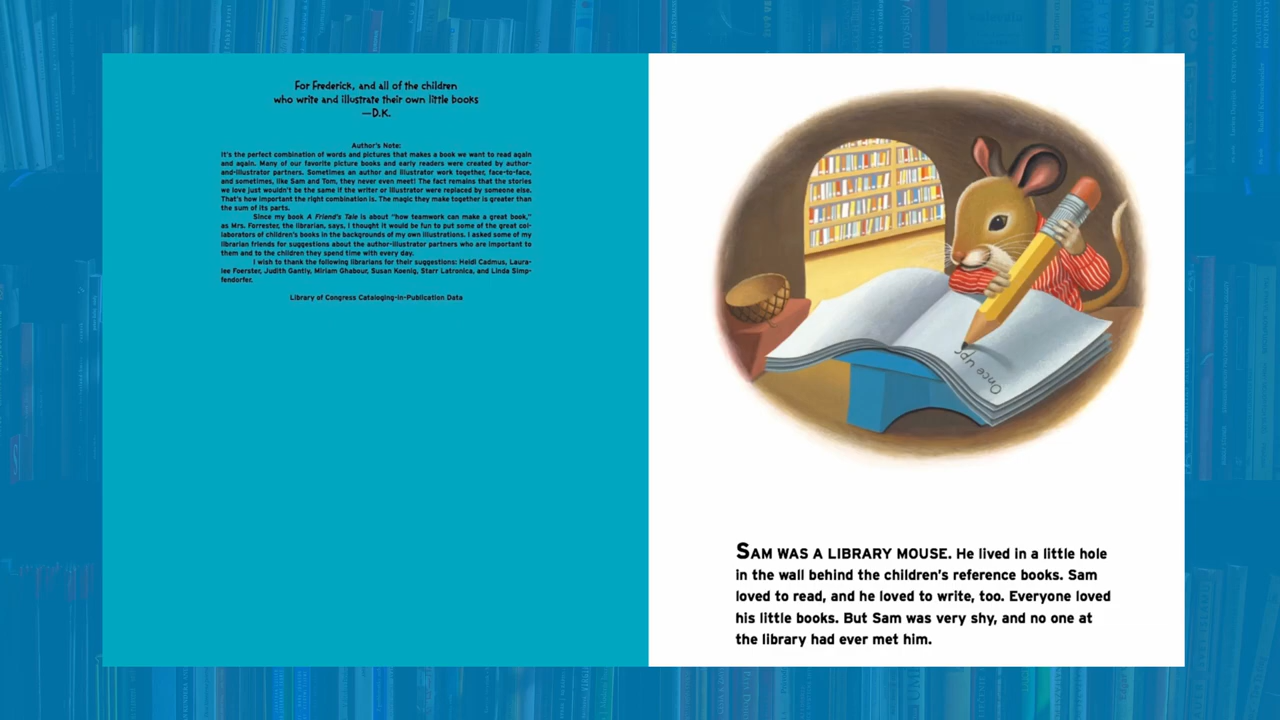 For Frederick, and all of the children
who write and illustrate their own little books
—D.K.
Author's Note:
It's the perfect combination of words and pictures that makes a book we want to read again
and again. Many of our favorite picture books and early readers were created by author-
and-illustrator partners. Sometimes an author and illustrator work together, face-to-face,
and sometimes, like Sam and Tom, they never even meet! The fact remains that the stories
we love just wouldn't be the same if the writer or illustrator were replaced by someone else.
That's how important the right combination is. The magic they make together is greater than
the sum of its parts.
Since my book A Friend's Tale is about "how teamwork can make a great book,"
as Mrs. Forrester, the librarian, says, I thought it would be fun to put some of the great col-
laborators of children's books in the backgrounds of my own illustrations. I asked some of my
librarian friends for suggestions about the author-illustrator partners who are important to
them and to the children they spend time with every day.
I wish to thank the following librarians for their suggestions: Heidi Cadmus, Laura-
lee Foerster, Judith Gantly, Miriam Ghabour, Susan Koenig, Starr Latronica, and Linda Simp-
fendorfer.
Library of Congress Cataloging-in-Publication Data
Once upo
SAM WAS A LIBRARY MOUSE. He lived in a little hole
in the wall behind the children's reference books. Sam
loved to read, and he loved to write, too. Everyone loved
his little books. But Sam was very shy, and no one at
the library had ever met him.